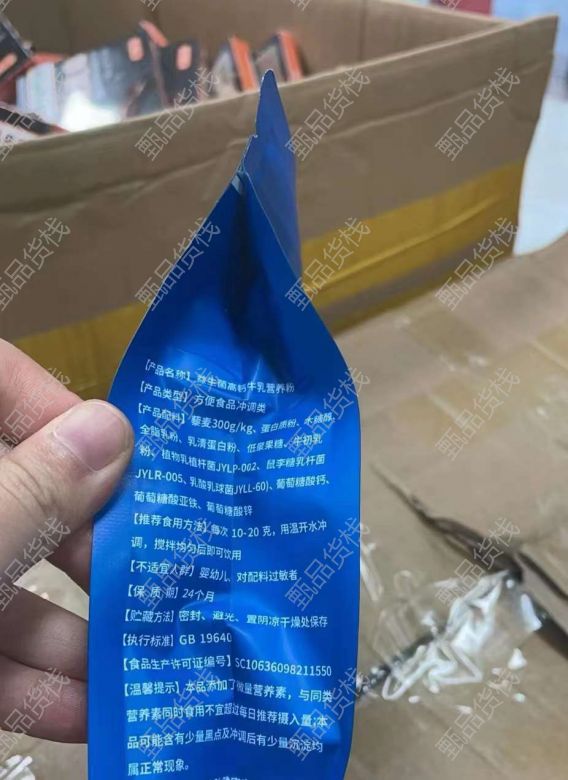 【产品名称】益生菌高钙牛乳营养粉
【产品类型】方便食品冲调类
【产品配料】藜麦300g/kg、蛋白质粉、木糖醇、
全脂乳粉、乳清蛋白粉、低聚果糖、牛初乳
粉、植物乳植杆菌JYLP-002、鼠李糖乳杆菌
JYLR-005、乳酸乳球菌JYLL-60)、葡萄糖酸钙、
葡萄糖酸亚铁、葡萄糖酸锌
【推荐食用方法】每次 10-20 克，用温开水冲
调，搅拌均匀后即可饮用
【不适宜人群】婴幼儿、对配料过敏者
【保 质 期】24个月
【贮藏方法】密封、避光、置阴凉干燥处保存
【执行标准】GB 19640
【食品生产许可证编号】SC10636098211550
【温馨提示】本品添加了微量营养素，与同类
营养素同时食用不宜超过每日推荐摄入量;本
品可能含有少量黑点及冲调后有少量沉淀均
属正常现象。
甄品货栈